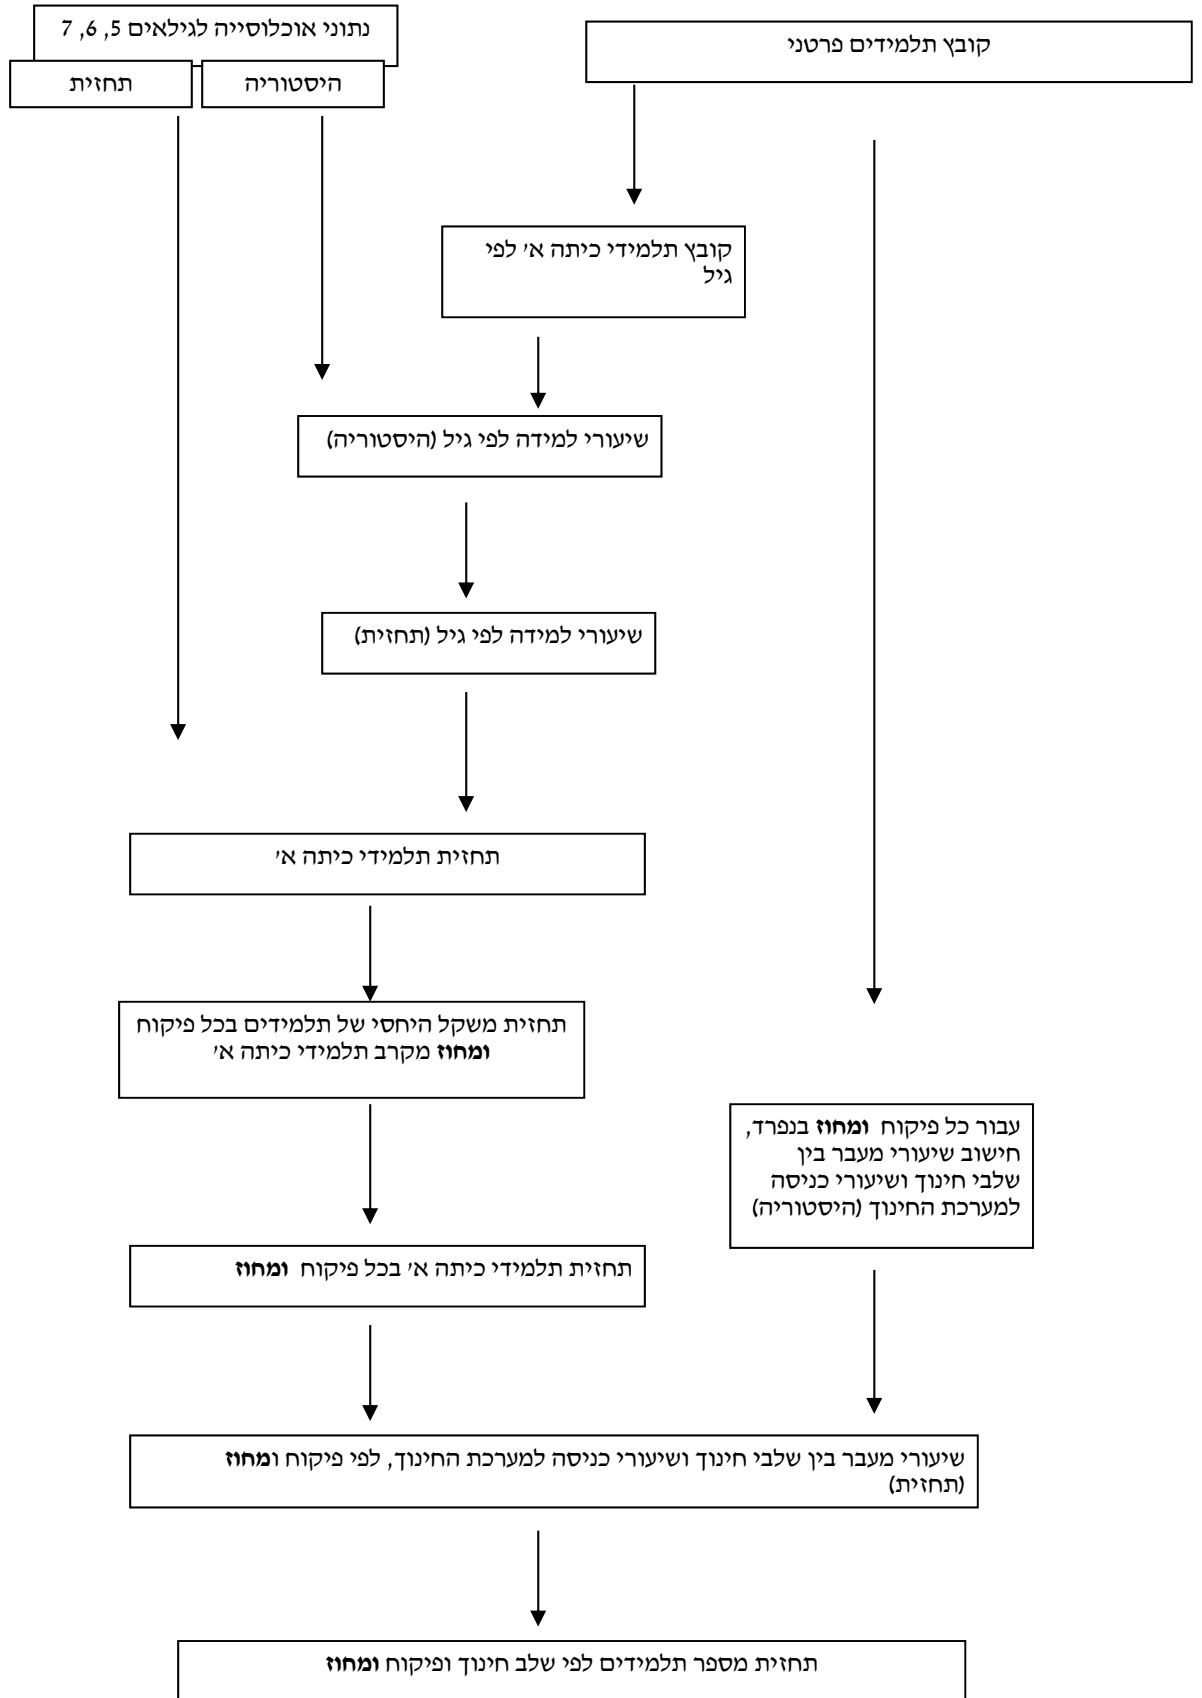 קובץ תלמידים פרטני
נתוני אוכלוסייה לגילאים 5, 6, 7
היסטוריה
תחזית
קובץ תלמידי כיתה א' לפי
גיל
שיעורי למידה לפי גיל (היסטוריה)
שיעורי למידה לפי גיל (תחזית)
תחזית תלמידי כיתה א'
תחזית משקל היחסי של תלמידים בכל פיקוח
ומחוז מקרב תלמידי כיתה א'
עבור כל פיקוח ומחוז בנפרד,
חישוב שיעורי מעבר בין
שלבי חינוך ושיעורי כניסה
למערכת החינוך (היסטוריה)
תחזית תלמידי כיתה א' בכל פיקוח ומחוז
שיעורי מעבר בין שלבי חינוך ושיעורי כניסה למערכת החינוך, לפי פיקוח ומחוז
(תחזית)
תחזית מספר תלמידים לפי שלב חינוך ופיקוח ומחוז